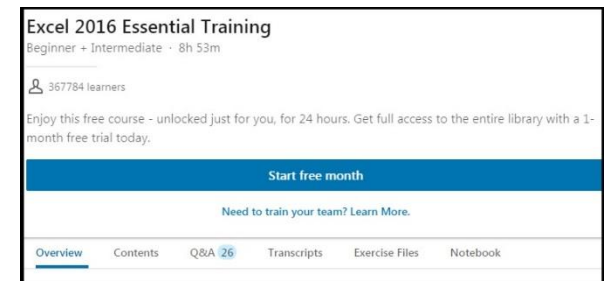 Excel 2016 Essential Training
Beginner + Intermediate · 8h 53m
367784 learners
Enjoy this free course - unlocked just for you, for 24 hours. Get full access to the entire library with a 1-
month free trial today.
Start free month
Need to train your team? Learn More.
Overview Contents Q&A 26 Transcripts Exercise Files Notebook